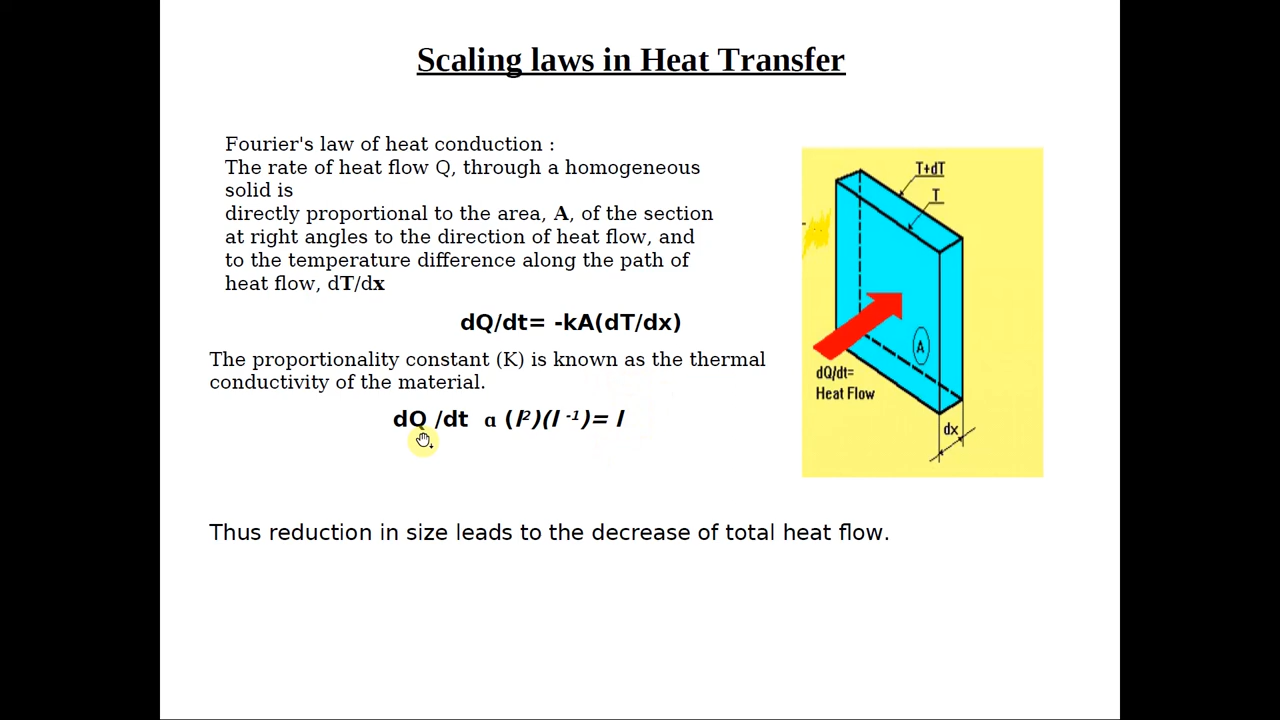 Scaling laws in Heat Transfer
Fourier's law of heat conduction :
The rate of heat flow Q, through a homogeneous
solid is
directly proportional to the area, A, of the section
at right angles to the direction of heat flow, and
to the temperature difference along the path of
heat flow, dT/dx
dQ/dt= -kA(dT/dx)
The proportionality constant (K) is known as the thermal
conductivity of the material.
dQ /dt ɑ (l²)(l ⁻¹)= l
Thus reduction in size leads to the decrease of total heat flow.
T+dT
T
A
dQ/dt=
Heat Flow
dx